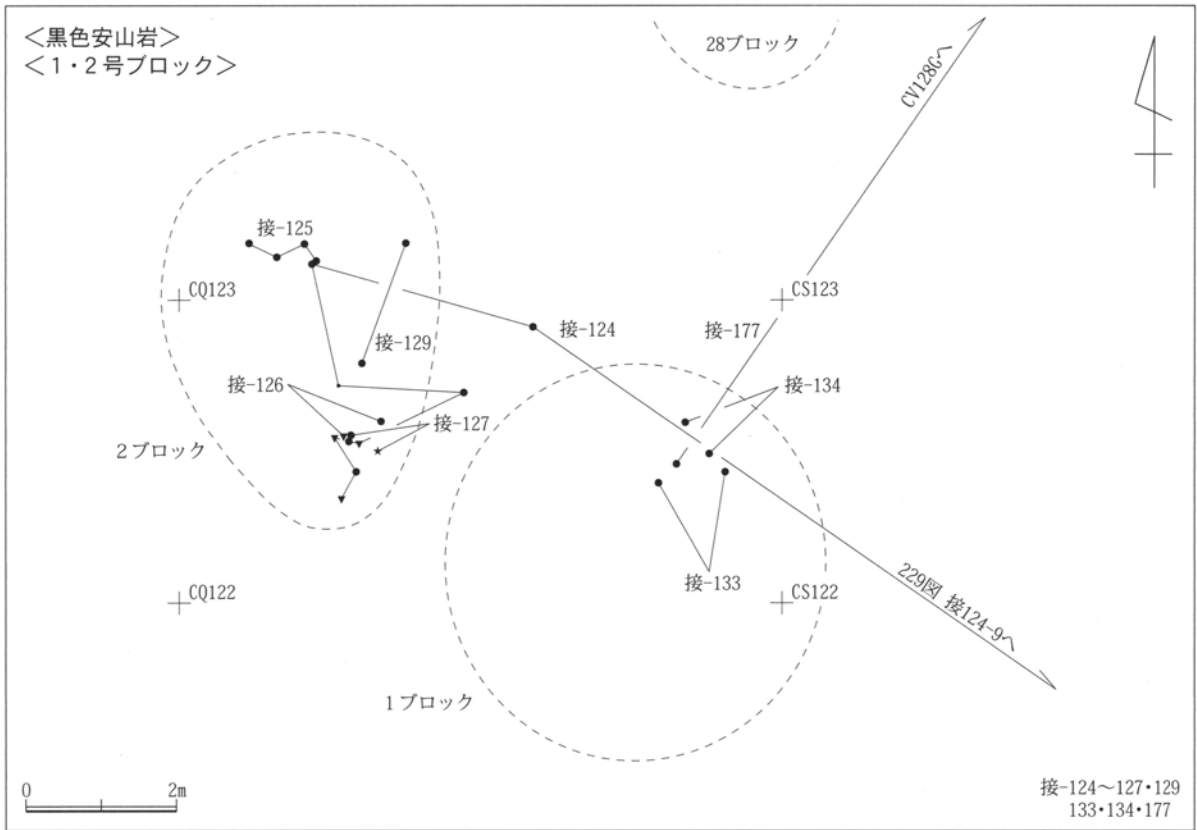 <黒色安山岩>
<1・2号ブロック>
28ブロック
CV128Gへ
接-125
CQ123
CS123
接-124
接-177
接-129
接-126
接-134
接-127
2ブロック
接-133
CQ122
CS122
229図 接124-9へ
1ブロック
0 2m
接-124～127・129
133・134・177